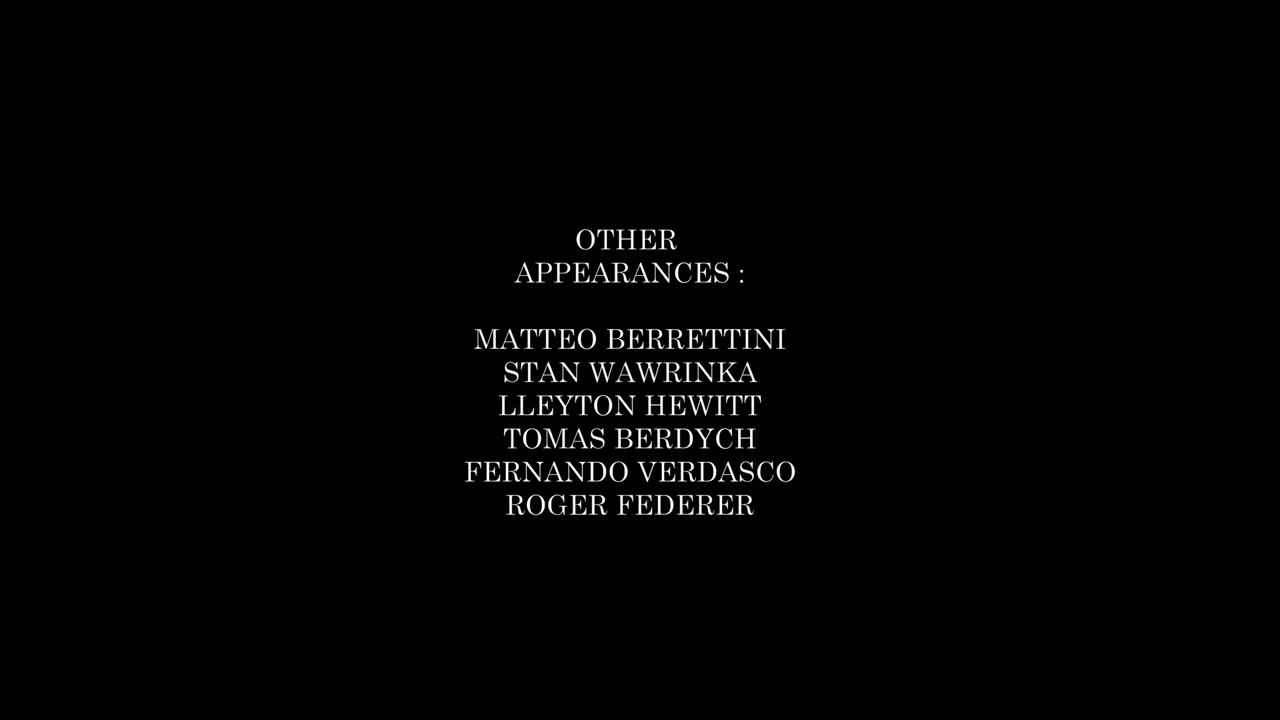 OTHER
APPEARANCES :
MATTEO BERRETTINI
STAN WAWRINKA
LLEYTON HEWITT
TOMAS BERDYCH
FERNANDO VERDASCO
ROGER FEDERER